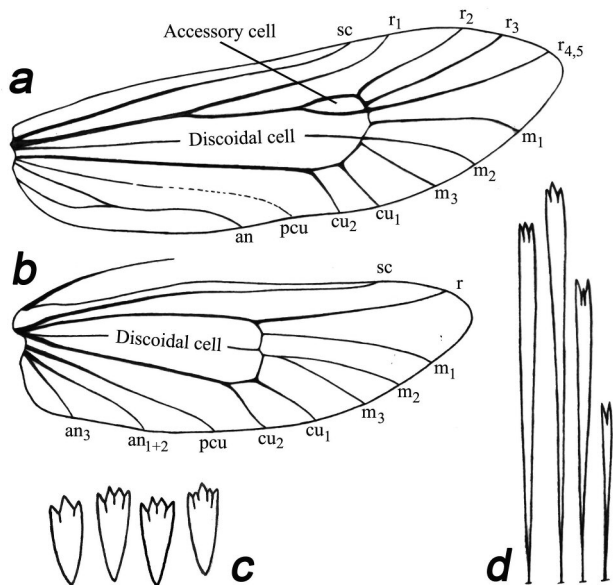 a
Accessory cell
sc
r1
r2
r3
r4,5
Discoidal cell
m1
m2
m3
cu1
cu2
pcu
an
b
sc
r
Discoidal cell
m1
m2
m3
cu1
cu2
pcu
an1+2
an3
c
d